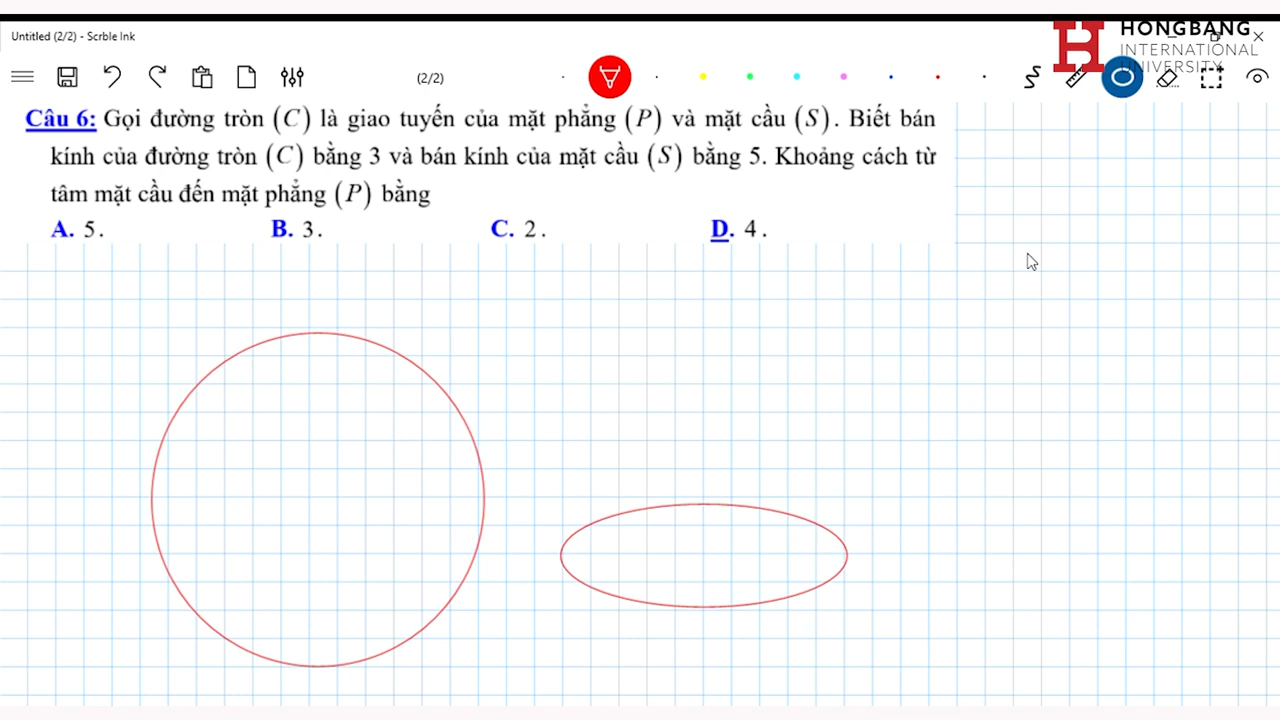 Untitled (2/2) - Scrble Ink
HONGBANG
INTERNATIONAL
UNIVERSITY
(2/2)
Câu 6: Gọi đường tròn (C) là giao tuyến của mặt phẳng (P) và mặt cầu (S). Biết bán
kính của đường tròn (C) bằng 3 và bán kính của mặt cầu (S) bằng 5. Khoảng cách từ
tâm mặt cầu đến mặt phẳng (P) bằng
A. 5. B. 3. C. 2. D. 4.